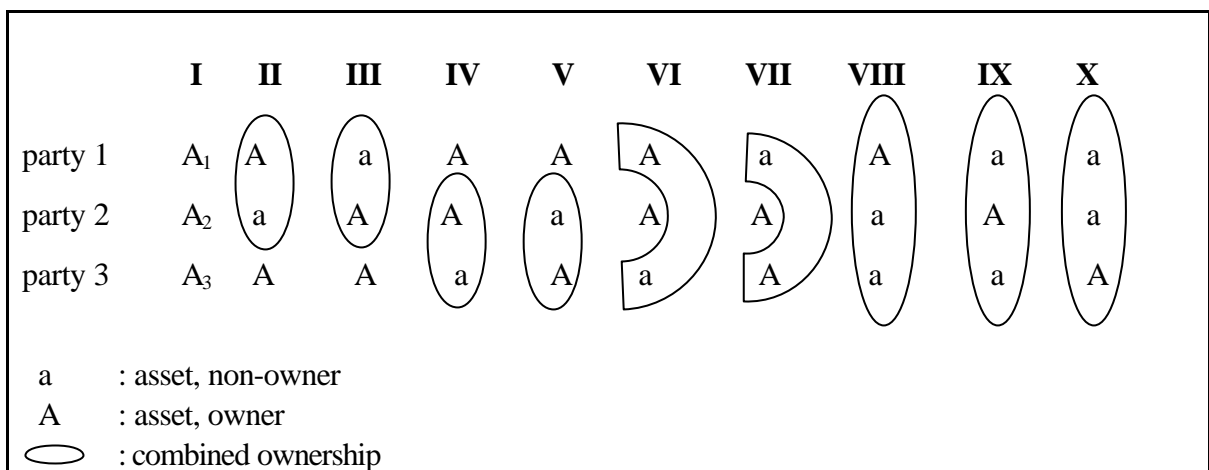 I II III IV V VI VII VIII IX X
party 1 A₁ A a A A A a A a a
party 2 A₂ a A A a A A a A a
party 3 A₃ A A a A a A a a A
a : asset, non-owner
A : asset, owner
: combined ownership